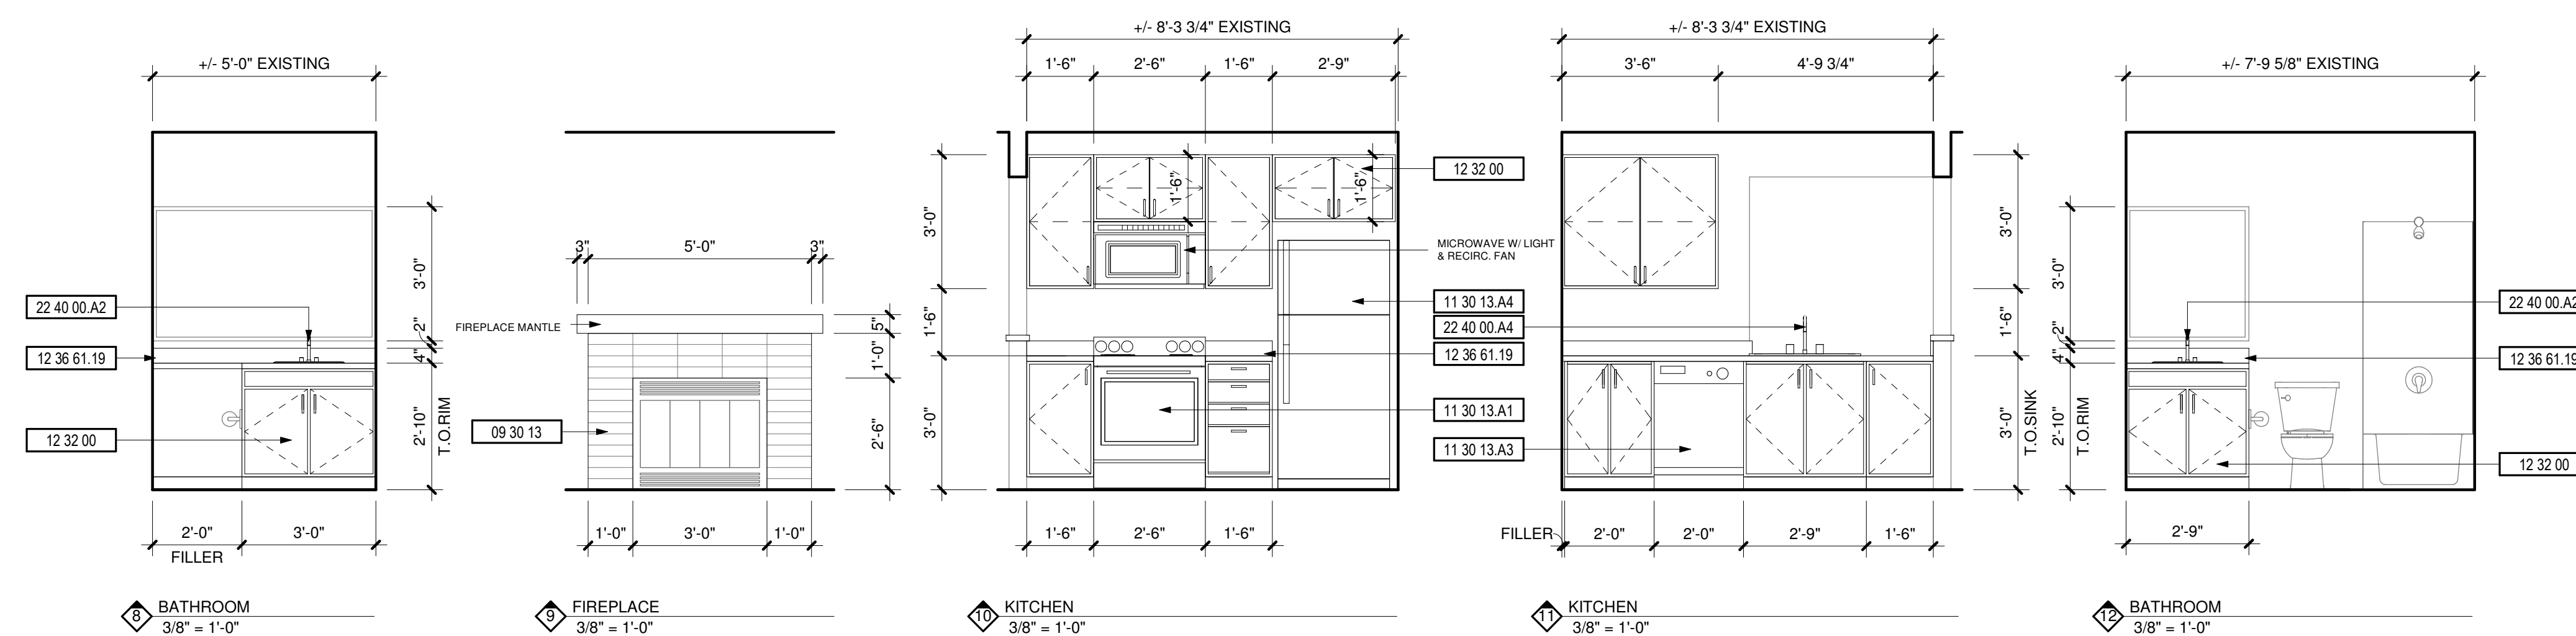 +/- 5'-0" EXISTING
22 40 00.A2
12 36 61.19
12 32 00
3'-0"
2"
4"
2'-10"
T.O.RIM
2'-0"
3'-0"
FILLER
8
BATHROOM
3/8" = 1'-0"
3"
5'-0"
3"
FIREPLACE MANTLE
09 30 13
5"
1'-0"
2'-6"
1'-0"
3'-0"
1'-0"
9
FIREPLACE
3/8" = 1'-0"
+/- 8'-3 3/4" EXISTING
1'-6"
2'-6"
1'-6"
2'-9"
3'-0"
1'-6"
3'-0"
1'-6"
1'-6"
12 32 00
MICROWAVE W/ LIGHT
& RECIRC. FAN
11 30 13.A4
22 40 00.A4
12 36 61.19
11 30 13.A1
11 30 13.A3
1'-6"
2'-6"
1'-6"
10
KITCHEN
3/8" = 1'-0"
+/- 8'-3 3/4" EXISTING
3'-6"
4'-9 3/4"
3'-0"
1'-6"
3'-0"
T.O.SINK
FILLER
2'-0"
2'-0"
2'-9"
1'-6"
11
KITCHEN
3/8" = 1'-0"
+/- 7'-9 5/8" EXISTING
3'-0"
2"
4"
2'-10"
T.O.RIM
22 40 00.A2
12 36 61.19
12 32 00
2'-9"
12
BATHROOM
3/8" = 1'-0"